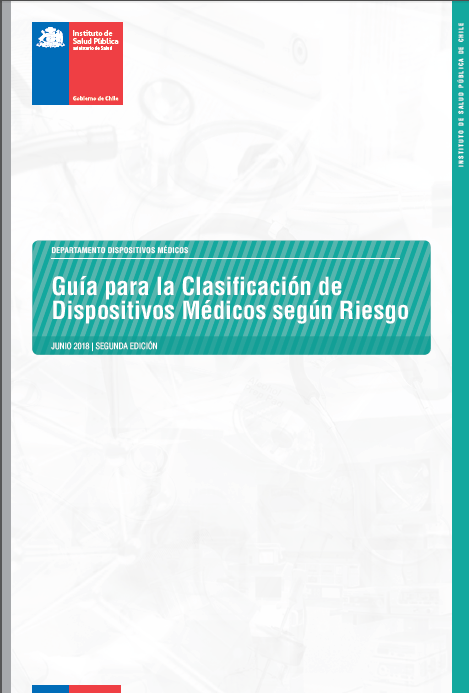 Instituto de
Salud Pública
Ministerio de Salud
Gobierno de Chile
INSTITUTO DE SALUD PÚBLICA DE CHILE
DEPARTAMENTO DISPOSITIVOS MÉDICOS
Guía para la Clasificación de
Dispositivos Médicos según Riesgo
JUNIO 2018 | SEGUNDA EDICIÓN